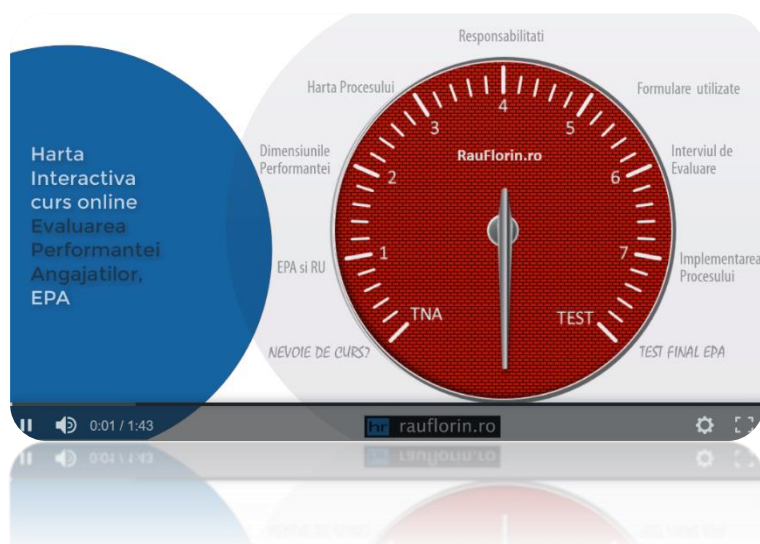 Harta
Interactiva
curs online
Evaluarea
Performantei
Angajatilor,
EPA
Responsabilitati
Harta Procesului
Formulare utilizate
Dimensiunile
Performantei
Interviul de
Evaluare
EPA si RU
Implementarea
Procesului
NEVOIE DE CURS?
TEST FINAL EPA
RauFlorin.ro
TNA
1
2
3
4
5
6
7
TEST
0:01 / 1:43
hr rauflorin.ro